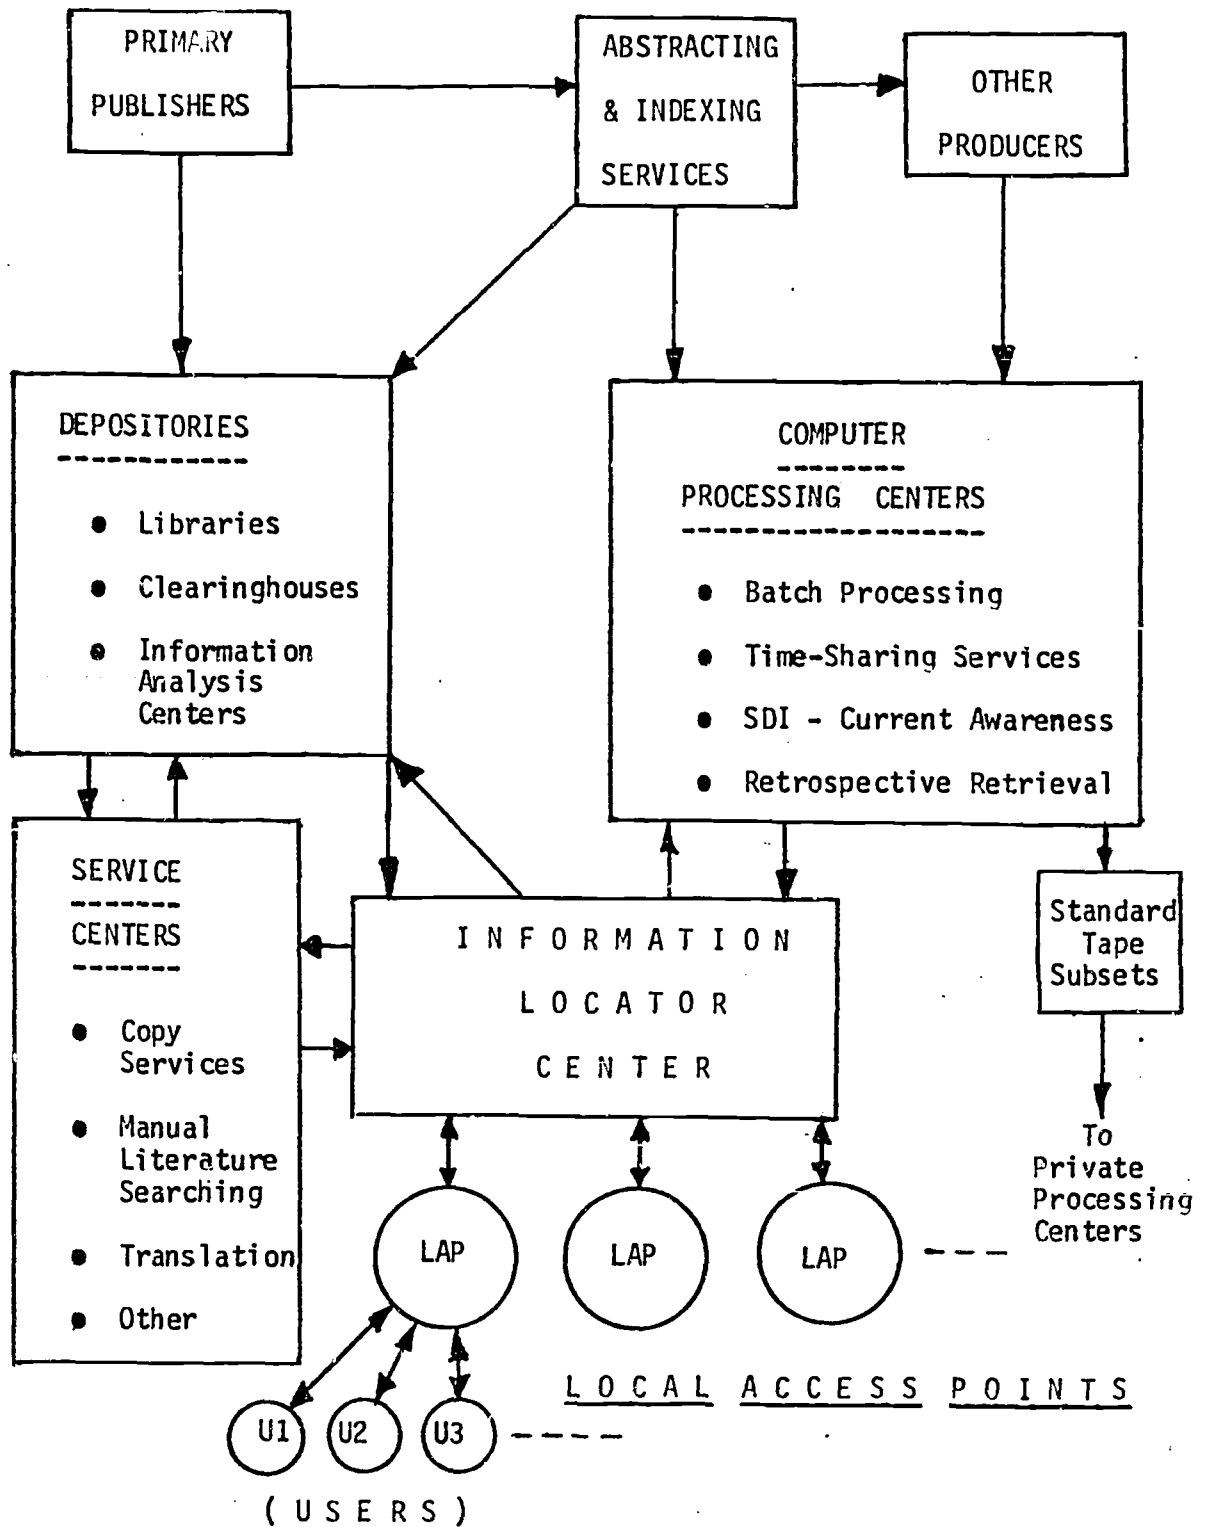 PRIMARY
PUBLISHERS
ABSTRACTING
& INDEXING
SERVICES
OTHER
PRODUCERS
DEPOSITORIES
● Libraries
● Clearinghouses
● Information
Analysis
Centers
COMPUTER
PROCESSING CENTERS
● Batch Processing
● Time-Sharing Services
● SDI - Current Awareness
● Retrospective Retrieval
SERVICE
CENTERS
● Copy
Services
● Manual
Literature
Searching
● Translation
● Other
INFORMATION
LOCATOR
CENTER
Standard
Tape
Subsets
To
Private
Processing
Centers
LAP
LAP
LAP
LOCAL ACCESS POINTS
U1
U2
U3
(USERS)